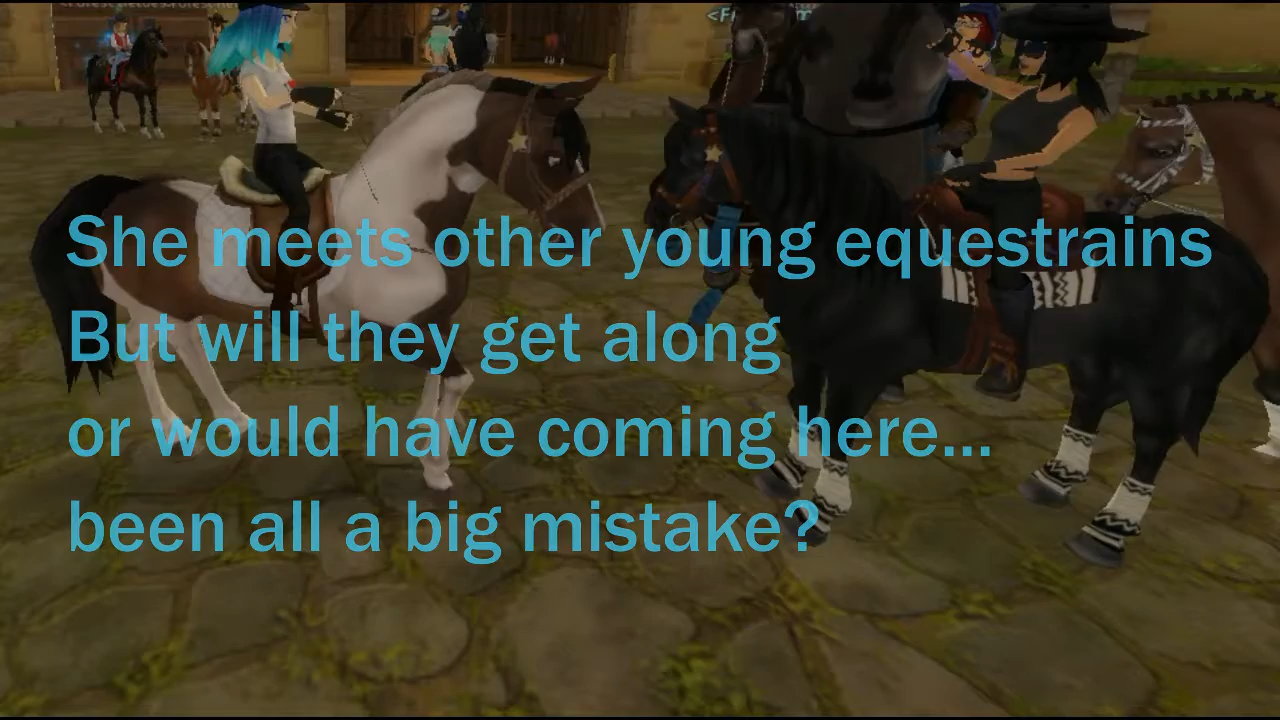 She meets other young equestrains
But will they get along
or would have coming here...
been all a big mistake?